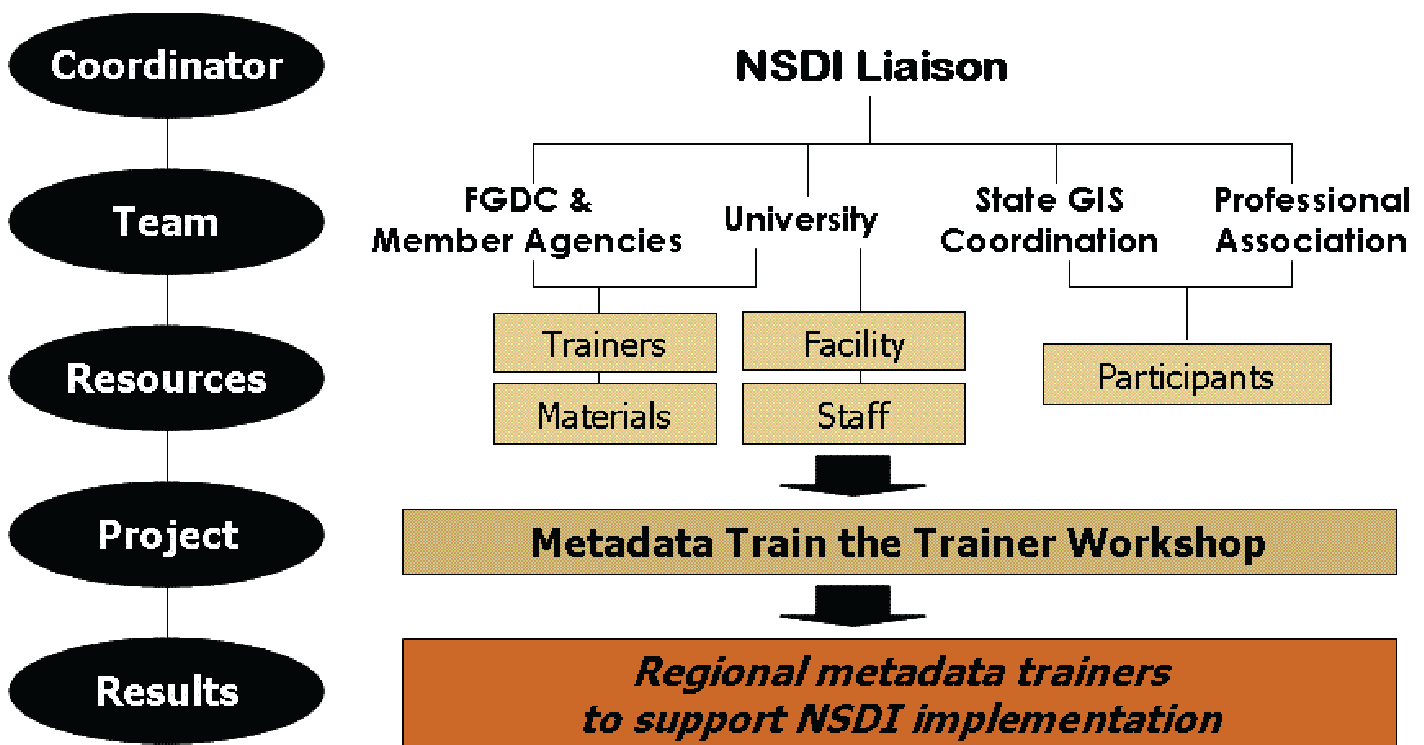 Coordinator
NSDI Liaison
Team
FGDC &
Member Agencies
University
State GIS
Coordination
Professional
Association
Resources
Trainers
Materials
Facility
Staff
Participants
Project
Metadata Train the Trainer Workshop
Results
Regional metadata trainers
to support NSDI implementation